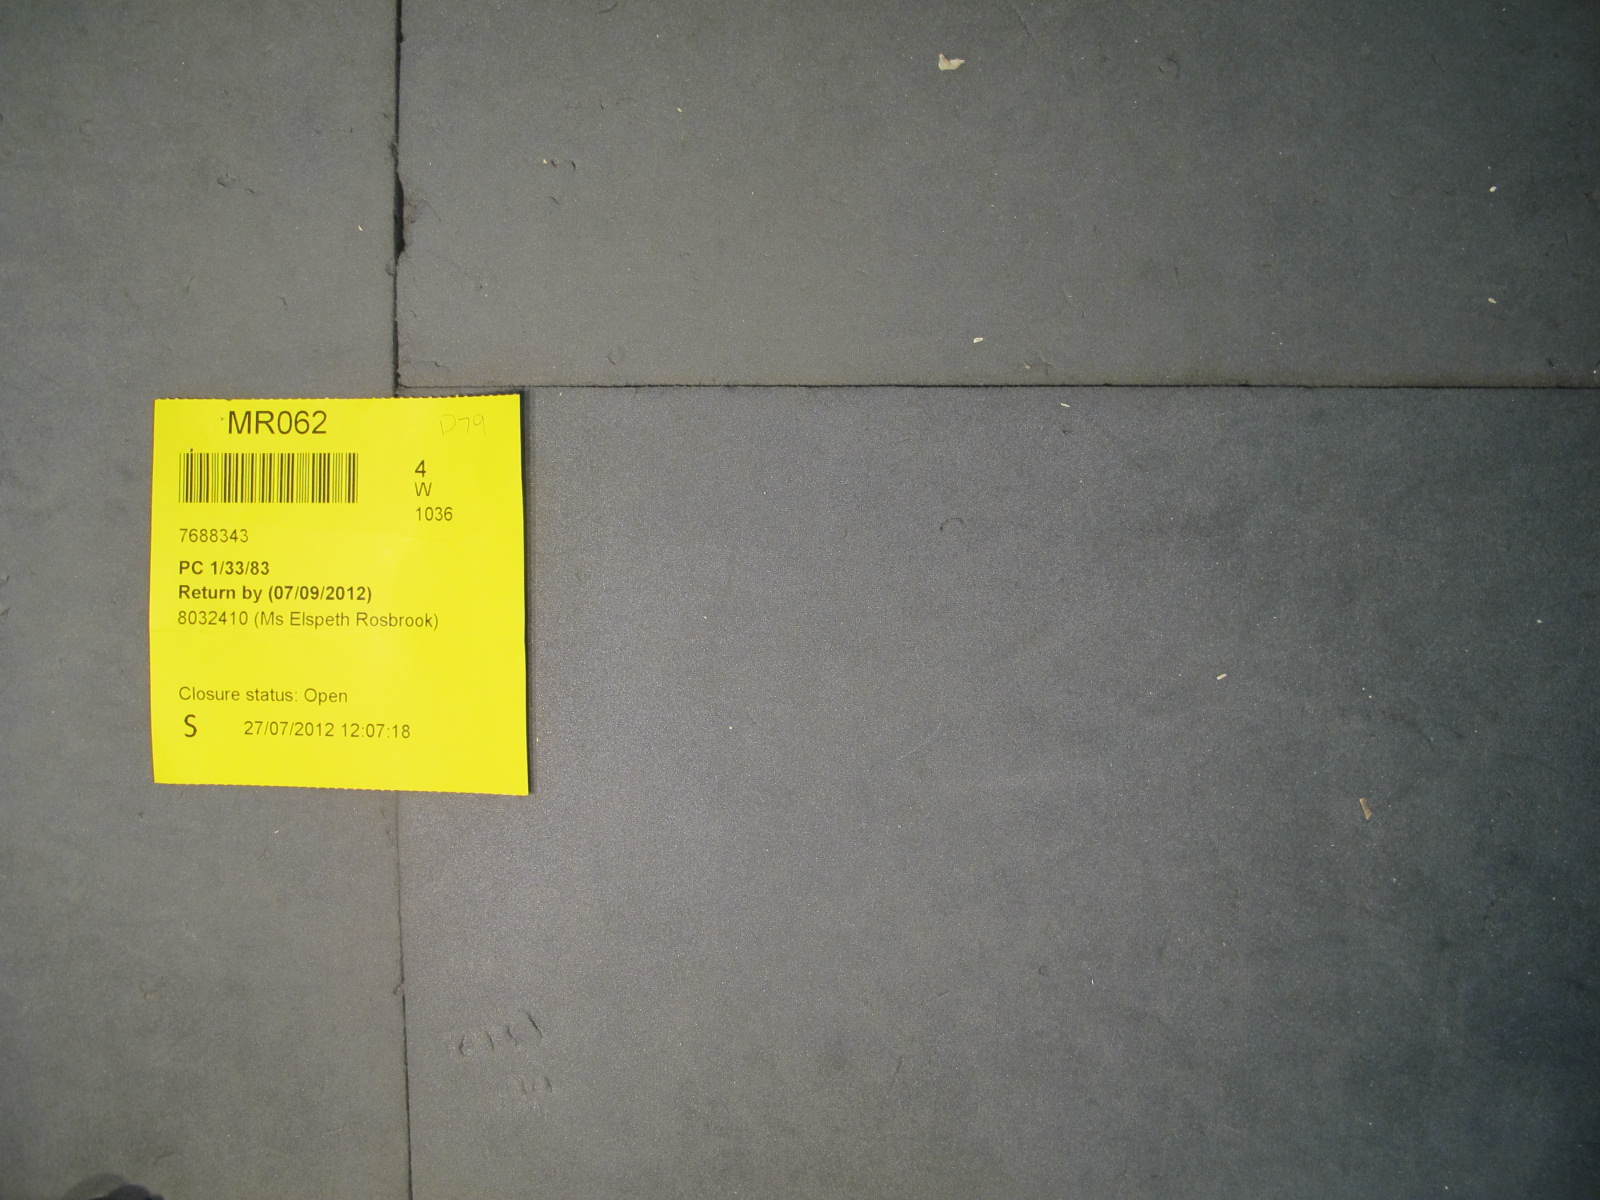 MR062
D79
4
W
1036
7688343
PC 1/33/83
Return by (07/09/2012)
8032410 (Ms Elspeth Rosbrook)
Closure status: Open
S 27/07/2012 12:07:18